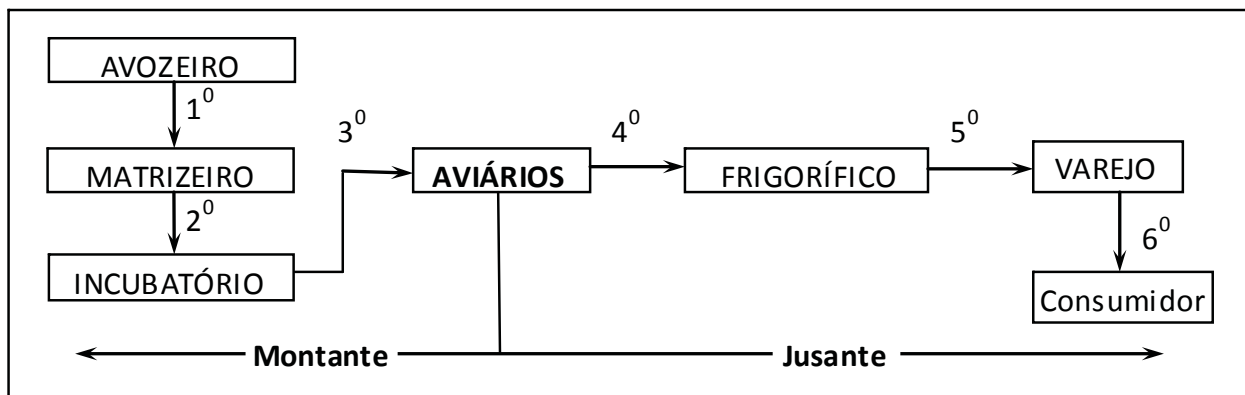 AVOZEIRO
1⁰
MATRIZEIRO
2⁰
INCUBATÓRIO
3⁰
AVIÁRIOS
4⁰
FRIGORÍFICO
5⁰
VAREJO
6⁰
Consumidor
Montante
Jusante